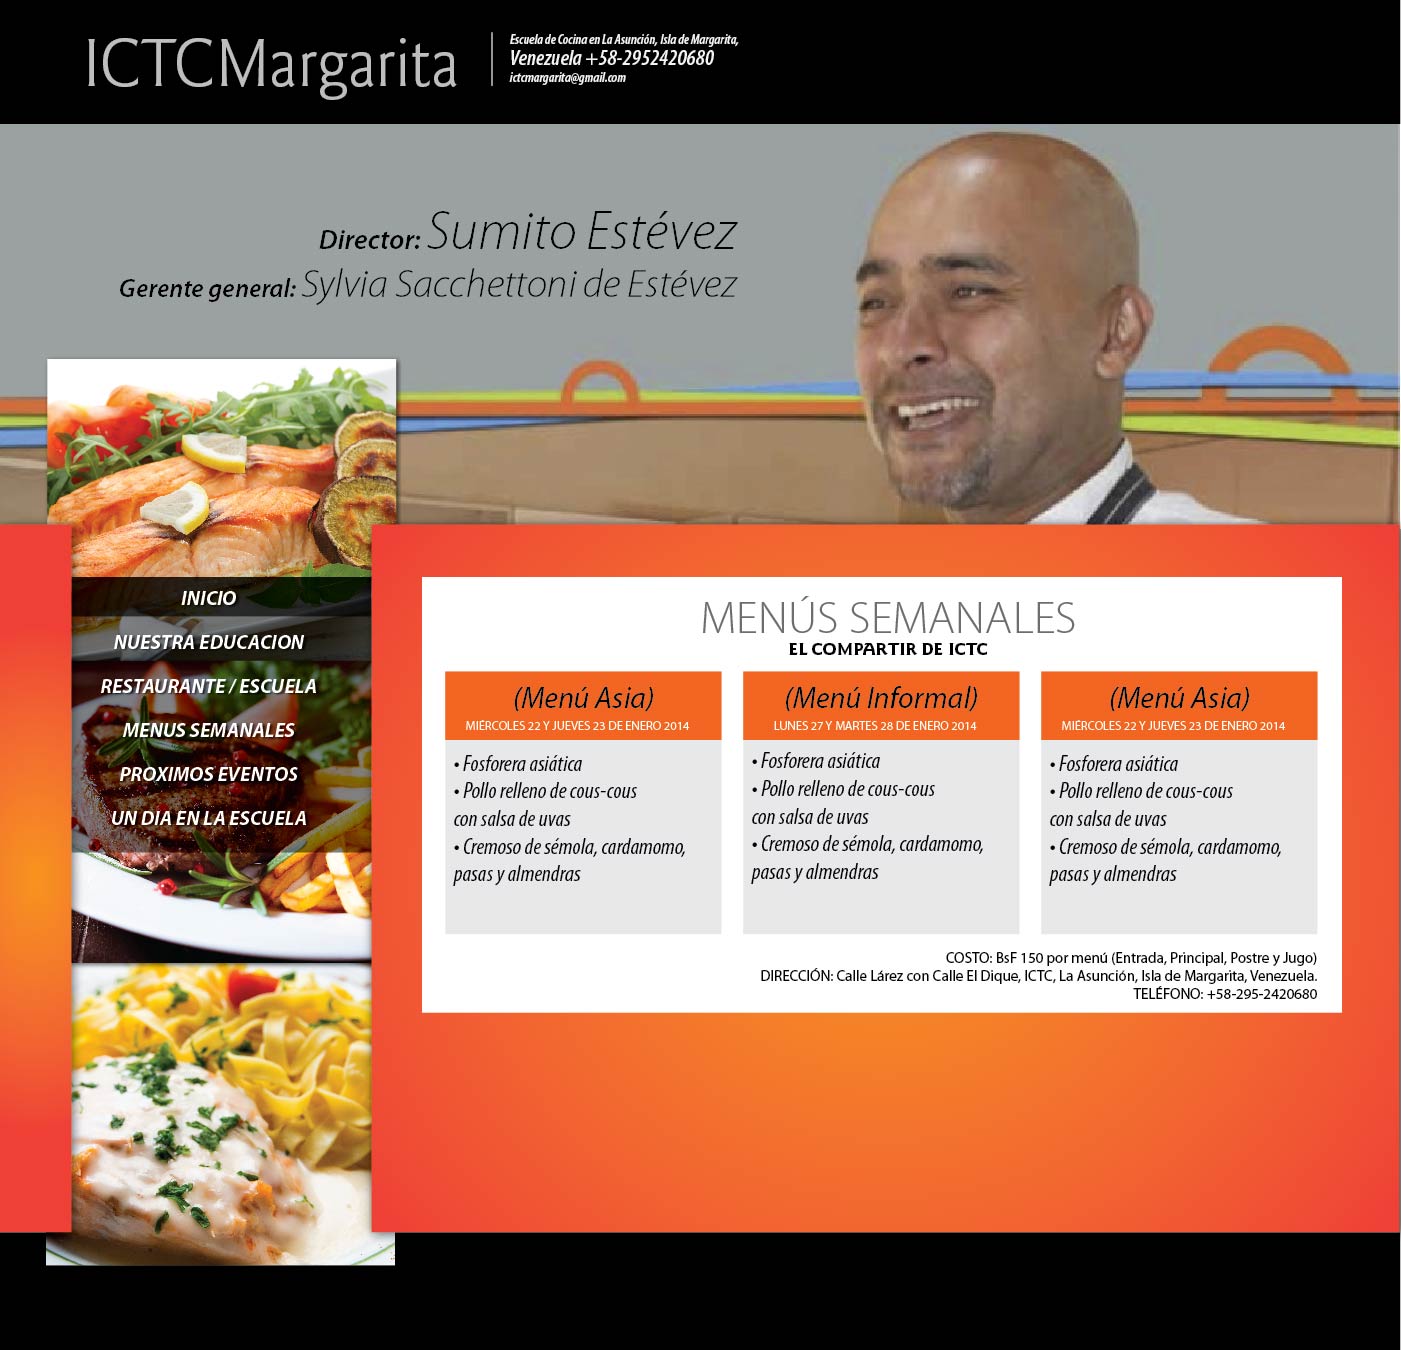 ICTCMargarita
Escuela de Cocina en La Asunción, Isla de Margarita,
Venezuela +58-2952420680
ictcmargarita@gmail.com
Director: Sumito Estévez
Gerente general: Sylvia Sacchettoni de Estévez
INICIO
NUESTRA EDUCACION
RESTAURANTE / ESCUELA
MENUS SEMANALES
PROXIMOS EVENTOS
UN DIA EN LA ESCUELA
MENÚS SEMANALES
EL COMPARTIR DE ICTC
(Menú Asia)
MIÉRCOLES 22 Y JUEVES 23 DE ENERO 2014
• Fosforera asiática
• Pollo relleno de cous-cous
con salsa de uvas
• Cremoso de sémola, cardamomo,
pasas y almendras
(Menú Informal)
LUNES 27 Y MARTES 28 DE ENERO 2014
• Fosforera asiática
• Pollo relleno de cous-cous
con salsa de uvas
• Cremoso de sémola, cardamomo,
pasas y almendras
(Menú Asia)
MIÉRCOLES 22 Y JUEVES 23 DE ENERO 2014
• Fosforera asiática
• Pollo relleno de cous-cous
con salsa de uvas
• Cremoso de sémola, cardamomo,
pasas y almendras
COSTO: BsF 150 por menú (Entrada, Principal, Postre y Jugo)
DIRECCIÓN: Calle Lárez con Calle El Dique, ICTC, La Asunción, Isla de Margarita, Venezuela.
TELÉFONO: +58-295-2420680